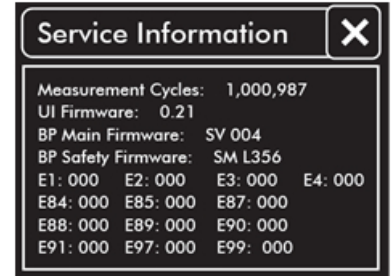 Service Information
Measurement Cycles: 1,000,987
UI Firmware: 0.21
BP Main Firmware: SV 004
BP Safety Firmware: SM L356
E1: 000 E2: 000 E3: 000 E4: 000
E84: 000 E85: 000 E87: 000
E88: 000 E89: 000 E90: 000
E91: 000 E97: 000 E99: 000